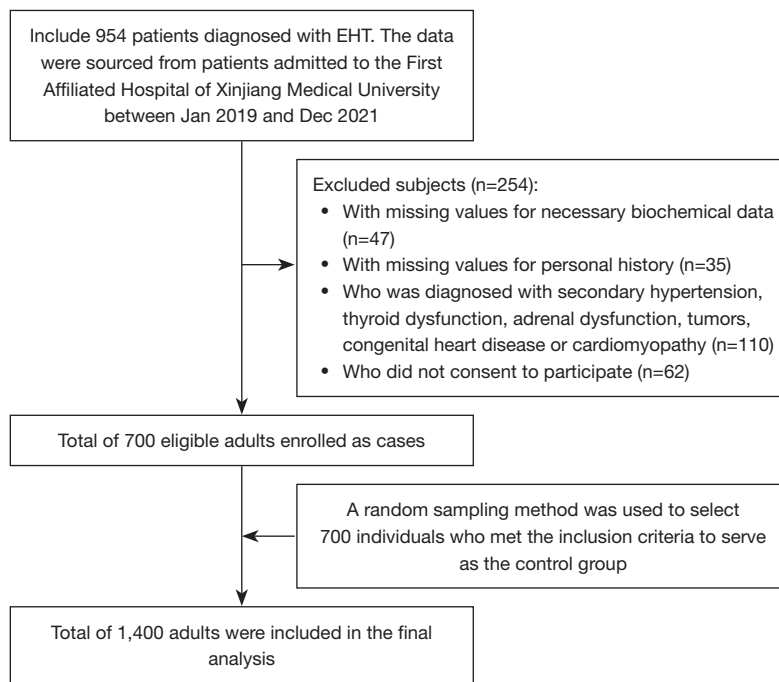 Include 954 patients diagnosed with EHT. The data
were sourced from patients admitted to the First
Affiliated Hospital of Xinjiang Medical University
between Jan 2019 and Dec 2021
Excluded subjects (n=254):
• With missing values for necessary biochemical data
(n=47)
• With missing values for personal history (n=35)
• Who was diagnosed with secondary hypertension,
thyroid dysfunction, adrenal dysfunction, tumors,
congenital heart disease or cardiomyopathy (n=110)
• Who did not consent to participate (n=62)
Total of 700 eligible adults enrolled as cases
A random sampling method was used to select
700 individuals who met the inclusion criteria to serve
as the control group
Total of 1,400 adults were included in the final
analysis